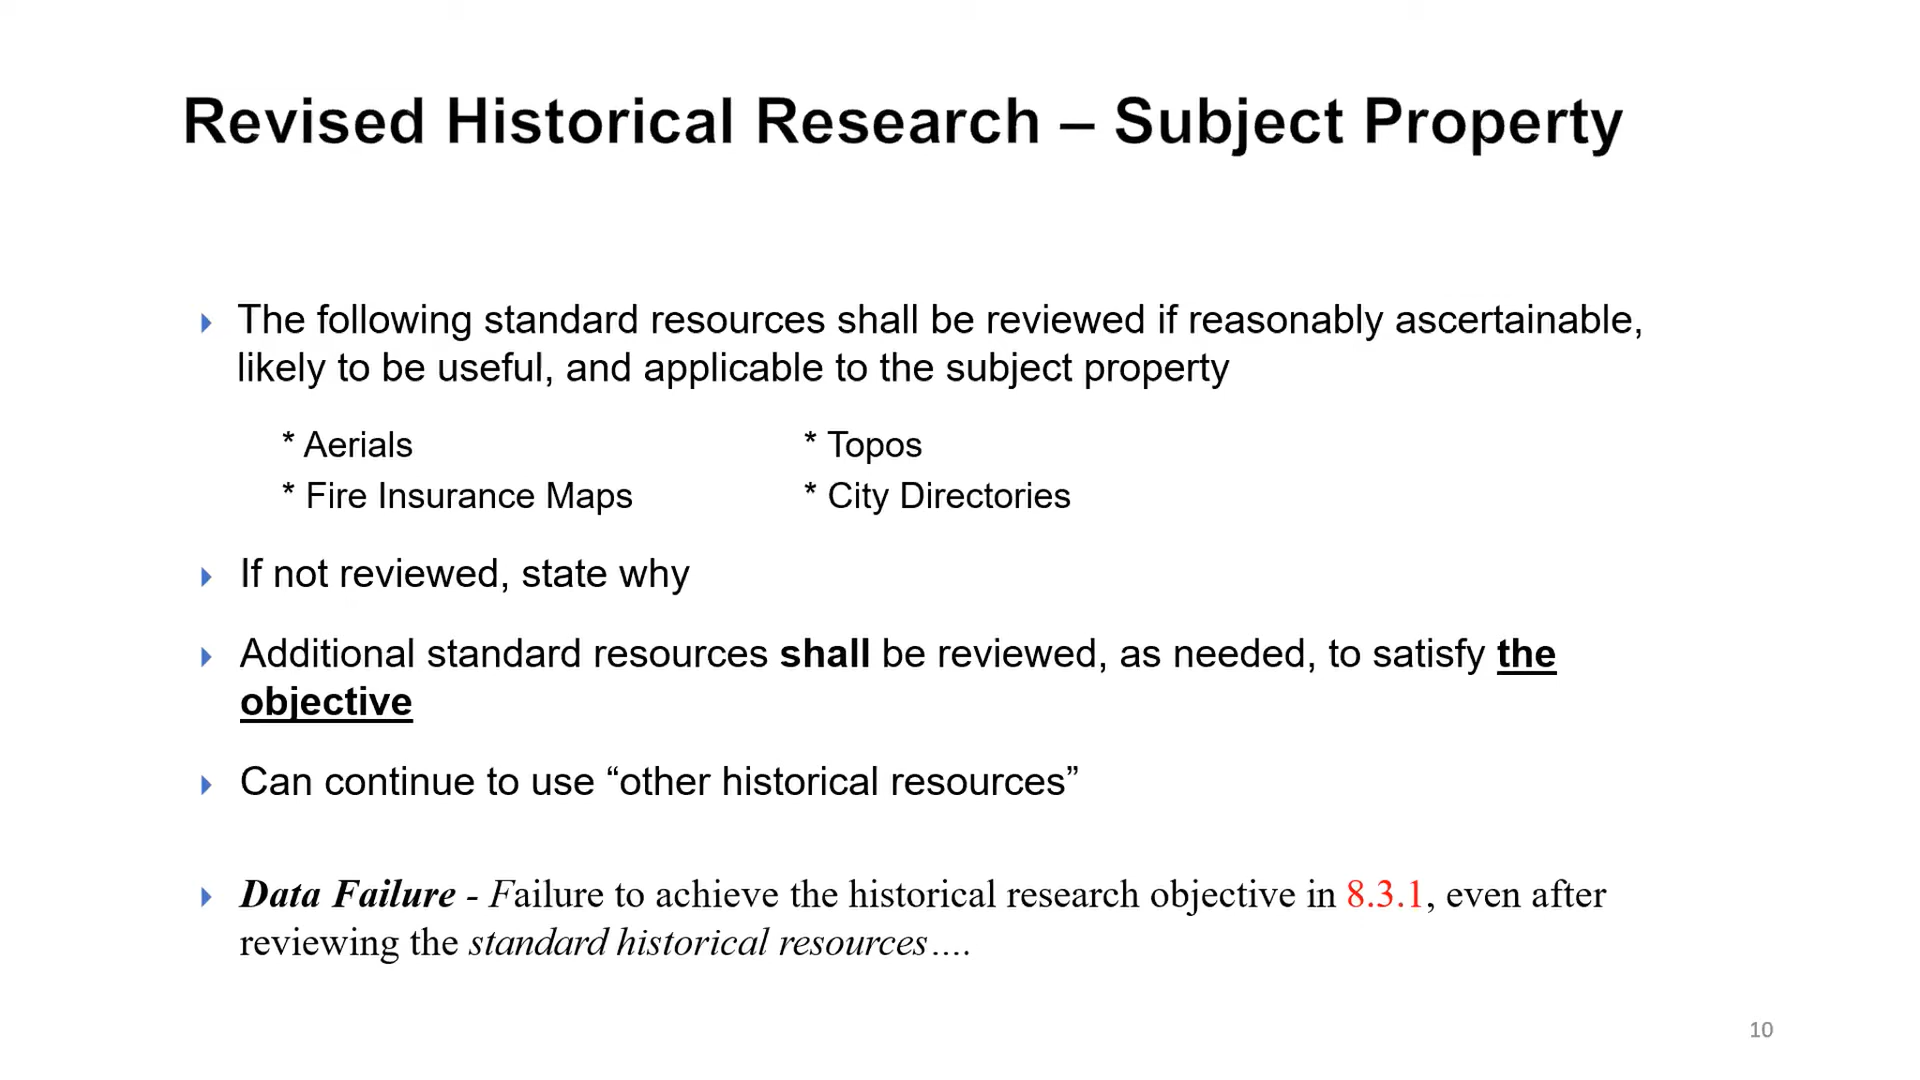 Revised Historical Research – Subject Property
The following standard resources shall be reviewed if reasonably ascertainable,
likely to be useful, and applicable to the subject property
* Aerials * Topos
* Fire Insurance Maps * City Directories
If not reviewed, state why
Additional standard resources shall be reviewed, as needed, to satisfy the
objective
Can continue to use “other historical resources”
Data Failure - Failure to achieve the historical research objective in 8.3.1, even after
reviewing the standard historical resources….
10